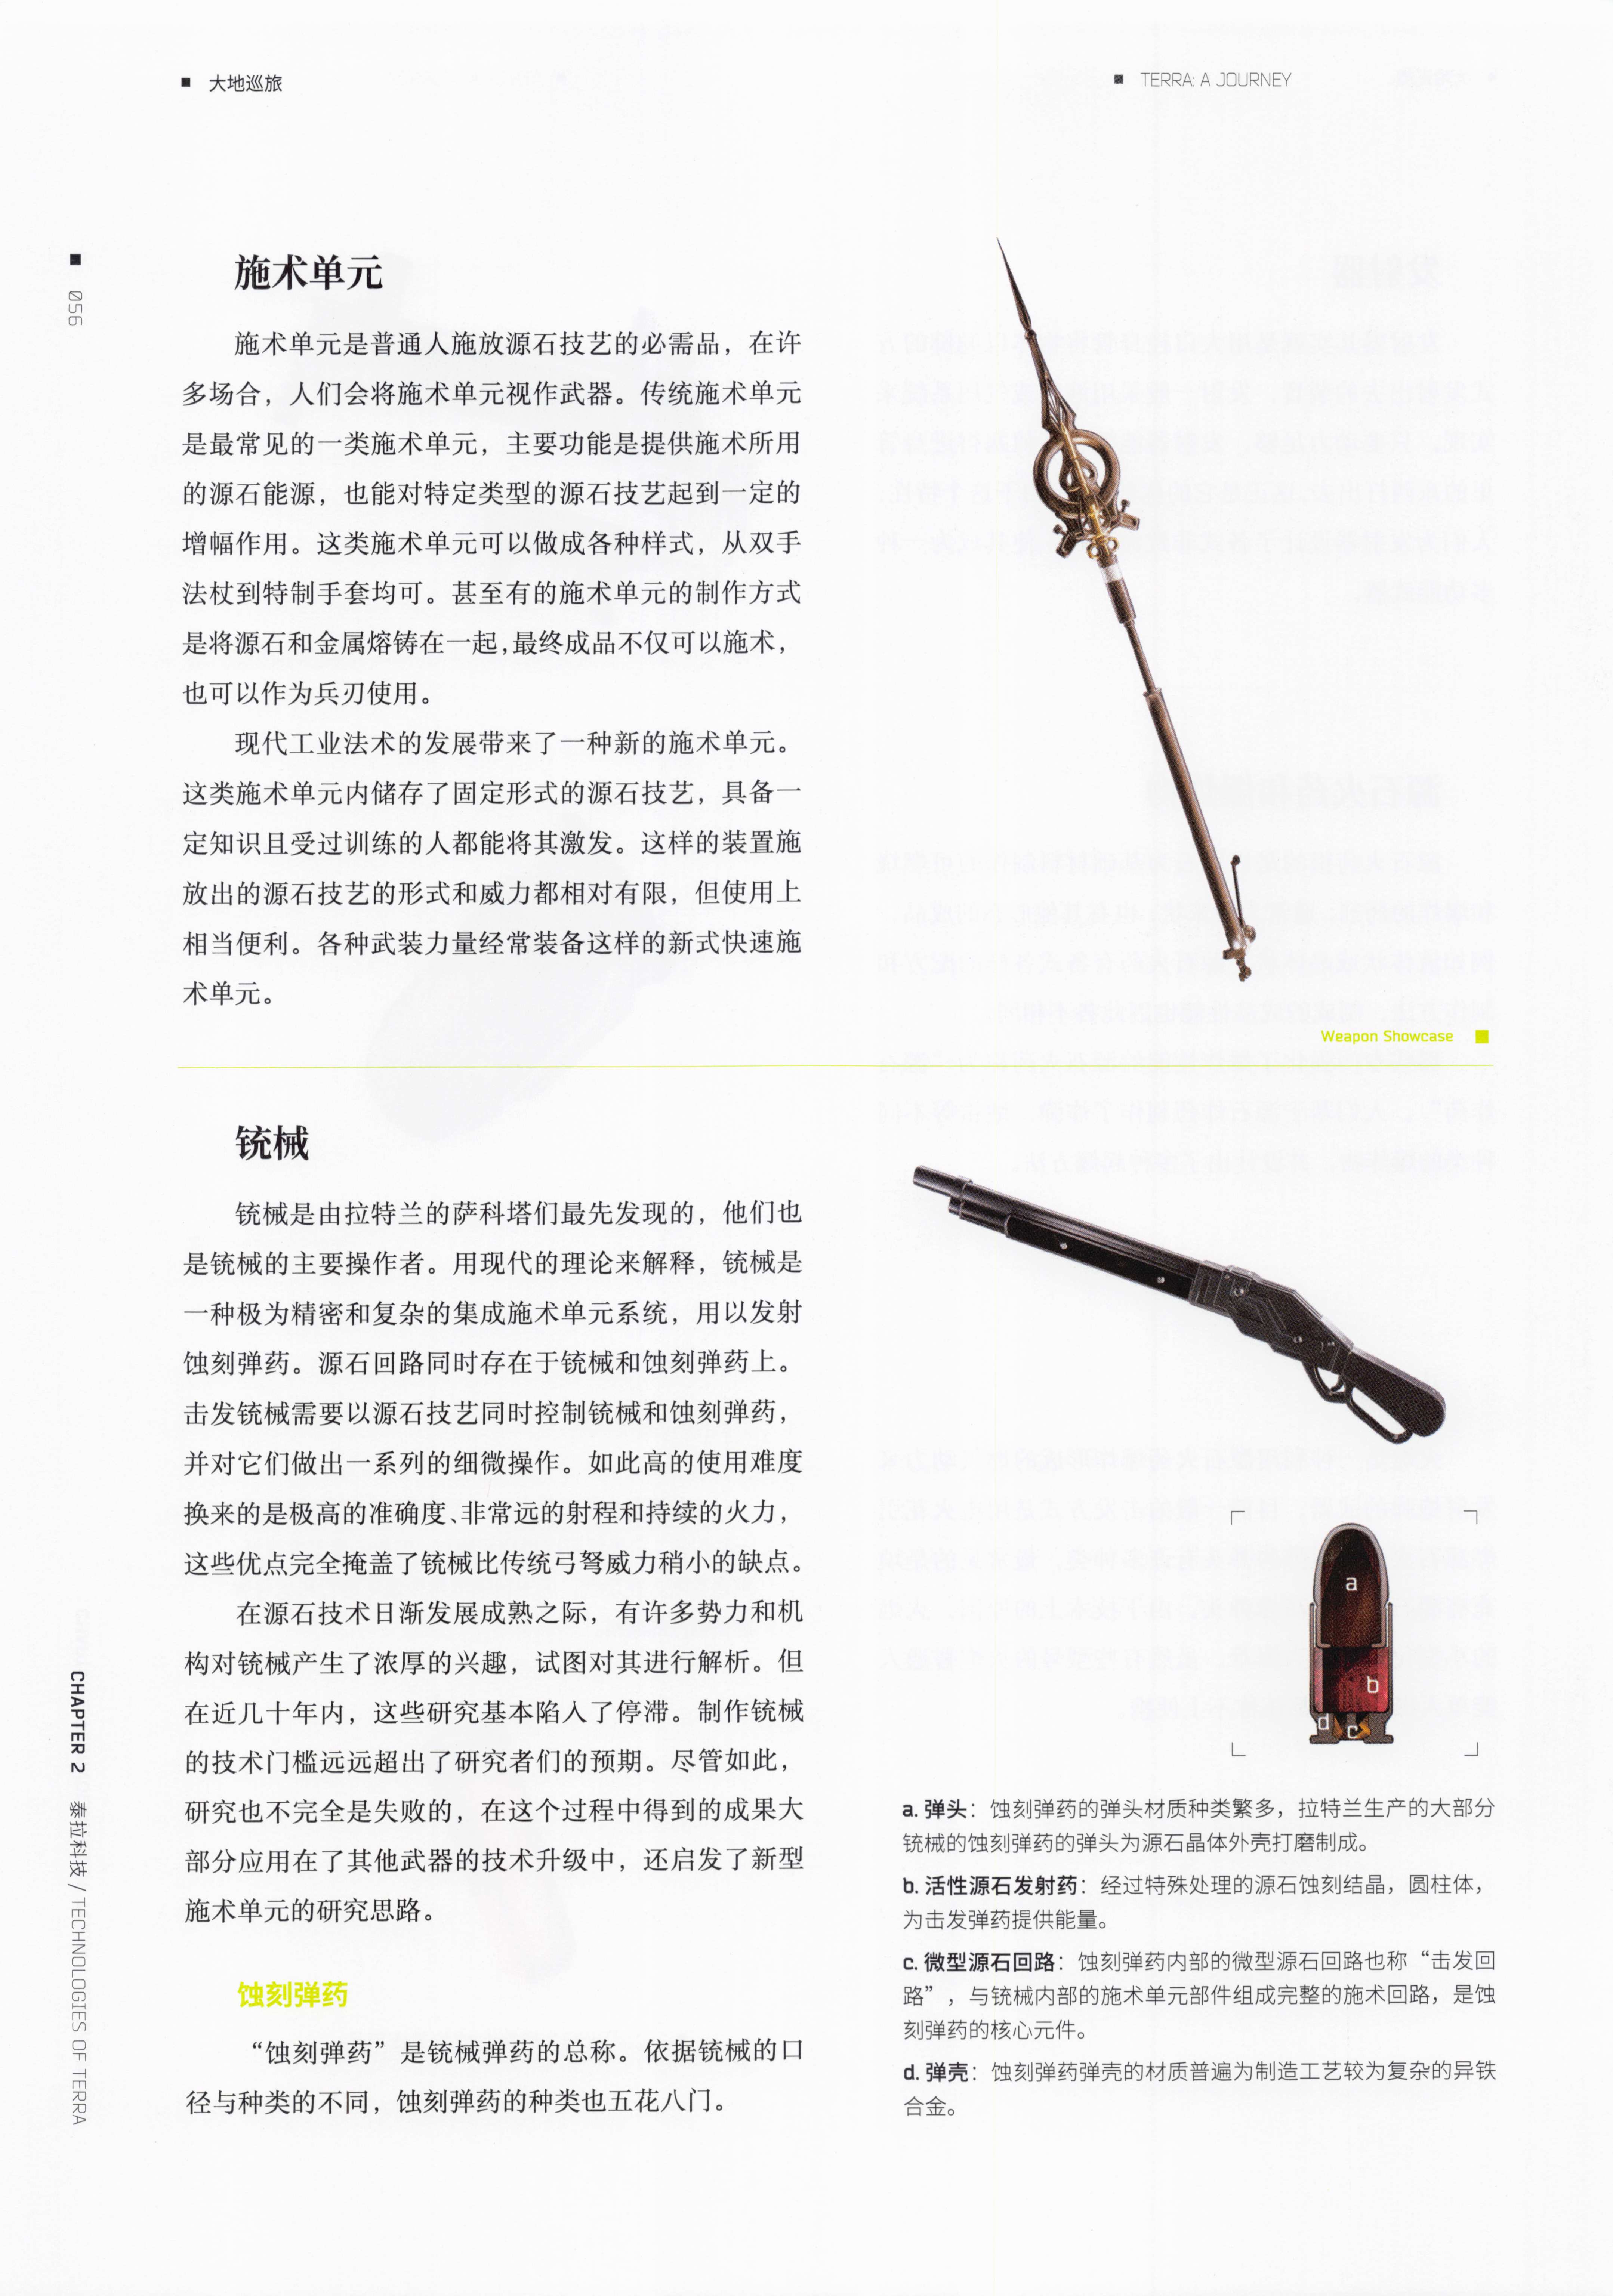 大地巡旅
TERRA: A JOURNEY
056
施术单元
施术单元是普通人施放源石技艺的必需品，在许
多场合，人们会将施术单元视作武器。传统施术单元
是最常见的一类施术单元，主要功能是提供施术所用
的源石能源，也能对特定类型的源石技艺起到一定的
增幅作用。这类施术单元可以做成各种样式，从双手
法杖到特制手套均可。甚至有的施术单元的制作方式
是将源石和金属熔铸在一起，最终成品不仅可以施术，
也可以作为兵刃使用。
现代工业法术的发展带来了一种新的施术单元。
这类施术单元内储存了固定形式的源石技艺，具备一
定知识且受过训练的人都能将其激发。这样的装置施
放出的源石技艺的形式和威力都相对有限，但使用上
相当便利。各种武装力量经常装备这样的新式快速施
术单元。
Weapon Showcase
铳械
铳械是由拉特兰的萨科塔们最先发现的，他们也
是铳械的主要操作者。用现代的理论来解释，铳械是
一种极为精密和复杂的集成施术单元系统，用以发射
蚀刻弹药。源石回路同时存在于铳械和蚀刻弹药上。
击发铳械需要以源石技艺同时控制铳械和蚀刻弹药，
并对它们做出一系列的细微操作。如此高的使用难度
换来的是极高的准确度、非常远的射程和持续的火力，
这些优点完全掩盖了铳械比传统弓弩威力稍小的缺点。
在源石技术日渐发展成熟之际，有许多势力和机
构对铳械产生了浓厚的兴趣，试图对其进行解析。但
在近几十年内，这些研究基本陷入了停滞。制作铳械
的技术门槛远远超出了研究者们的预期。尽管如此，
研究也不完全是失败的，在这个过程中得到的成果大
部分应用在了其他武器的技术升级中，还启发了新型
施术单元的研究思路。
蚀刻弹药
“蚀刻弹药”是铳械弹药的总称。依据铳械的口
径与种类的不同，蚀刻弹药的种类也五花八门。
a
b
d
c
a. 弹头：蚀刻弹药的弹头材质种类繁多，拉特兰生产的大部分
铳械的蚀刻弹药的弹头为源石晶体外壳打磨制成。
b. 活性源石发射药：经过特殊处理的源石蚀刻结晶，圆柱体，
为击发弹药提供能量。
c. 微型源石回路：蚀刻弹药内部的微型源石回路也称“击发回
路”，与铳械内部的施术单元部件组成完整的施术回路，是蚀
刻弹药的核心元件。
d. 弹壳：蚀刻弹药弹壳的材质普遍为制造工艺较为复杂的异铁
合金。
CHAPTER 2 泰拉科技 / TECHNOLOGIES OF TERRA